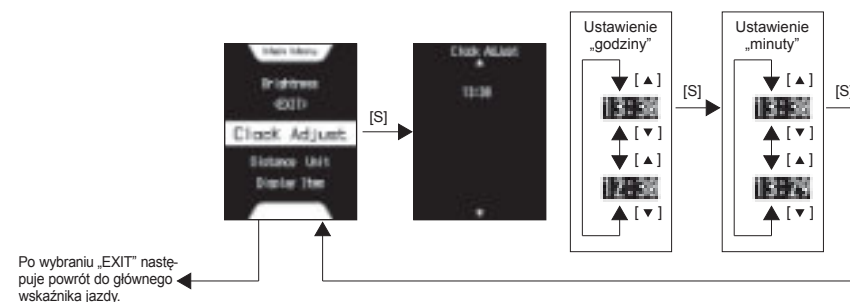 Main Menu
Brightness
<EXIT>
Clock Adjust
Distance Unit
Display Item
[S]
Clock Adjust
▲
13:38
▼
Ustawienie
„godziny”
[▲]
[▼]
[▲]
[▼]
[S]
Ustawienie
„minuty”
[▲]
[▼]
[▲]
[▼]
[S]
Po wybraniu „EXIT” nastę-
puje powrót do głównego
wskaźnika jazdy.